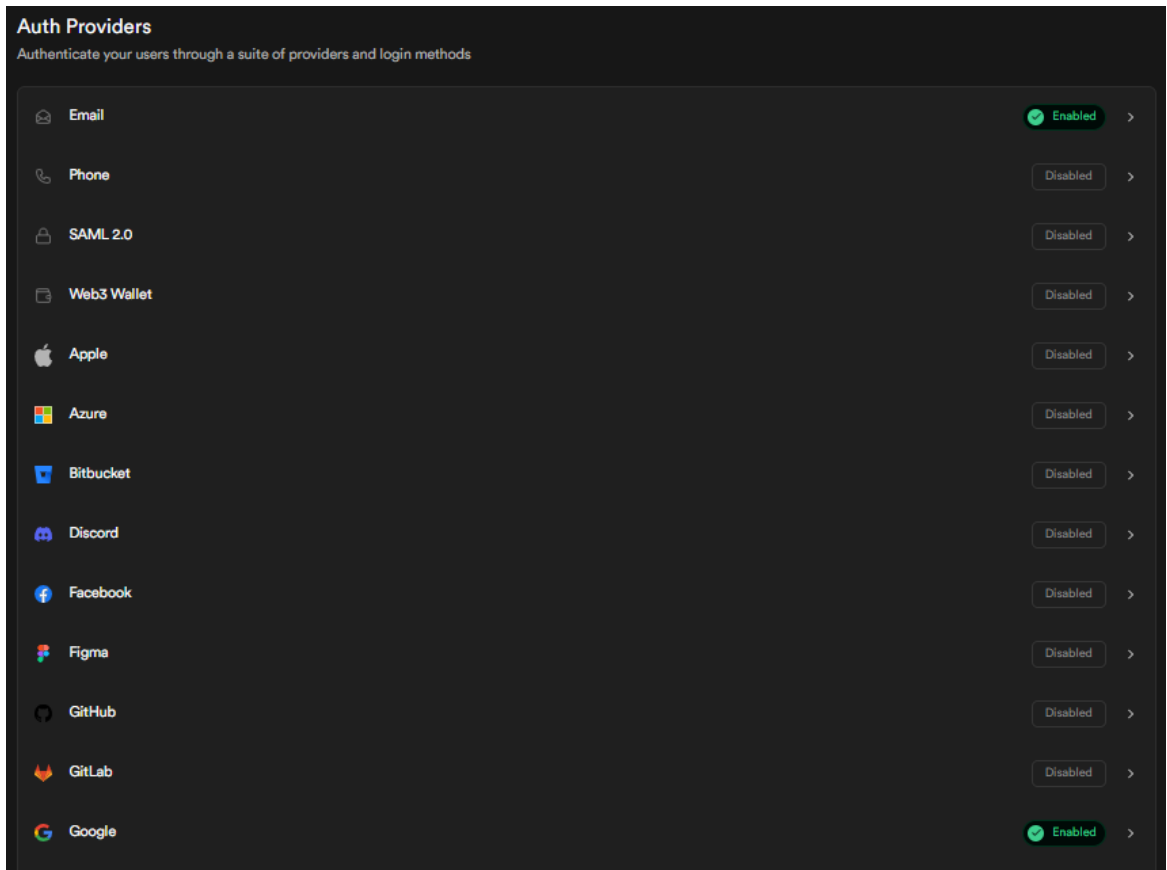 Auth Providers
Authenticate your users through a suite of providers and login methods
Email Enabled
Phone Disabled
SAML 2.0 Disabled
Web3 Wallet Disabled
Apple Disabled
Azure Disabled
Bitbucket Disabled
Discord Disabled
Facebook Disabled
Figma Disabled
GitHub Disabled
GitLab Disabled
Google Enabled